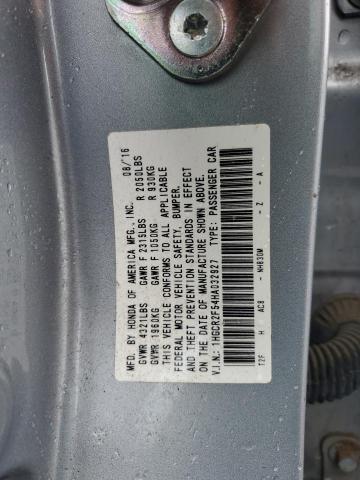 MFD. BY HONDA OF AMERICA MFG., INC. 08/'16
GVWR 4321LBS GAWR F 2315LBS R 2050LBS
GVWR 1960KG GAWR F 1050KG R 930KG
THIS VEHICLE CONFORMS TO ALL APPLICABLE
FEDERAL MOTOR VEHICLE SAFETY, BUMPER,
AND THEFT PREVENTION STANDARDS IN EFFECT
ON THE DATE OF MANUFACTURE SHOWN ABOVE.
V.I.N.: 1HGCR2F54HA032927 TYPE: PASSENGER CAR
T2F H AC8 - NH830M - Z - A